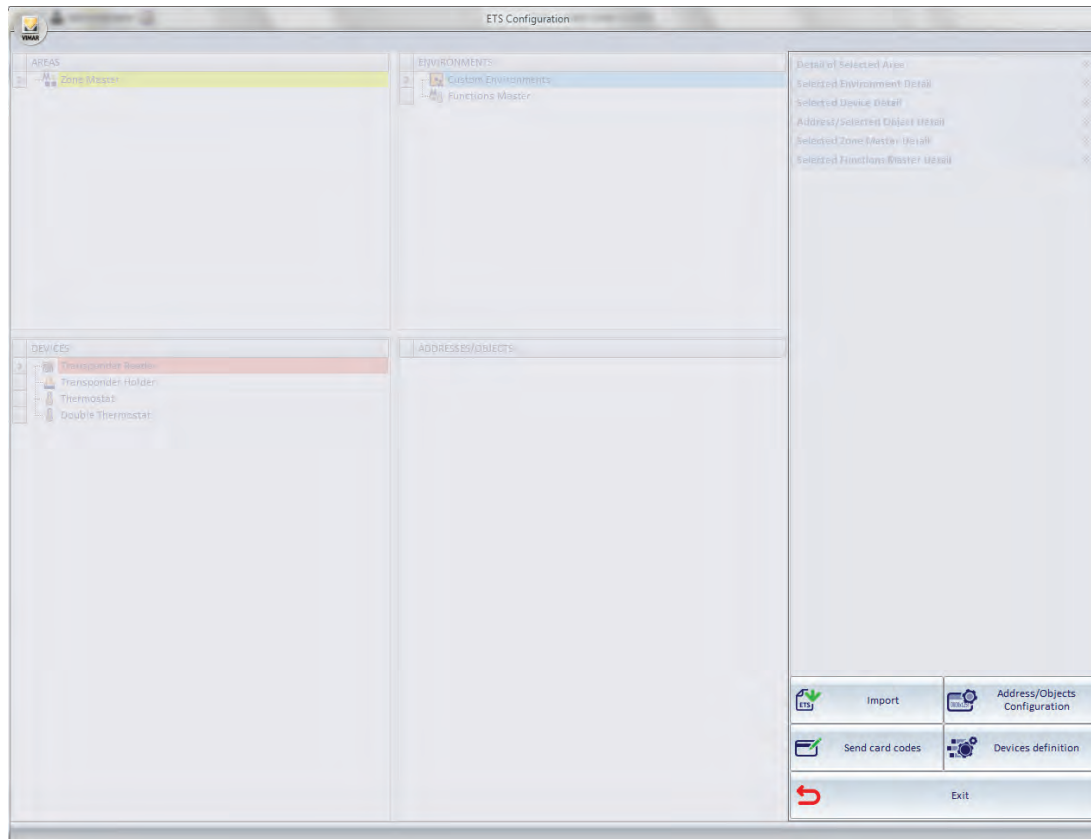 ETS Configuration
VIMAR
AREAS
Zone Master
ENVIRONMENTS
Custom Environments
Functions Master
Detail of Selected Area
Selected Environment Detail
Selected Device Detail
Address/Selected Object Detail
Selected Zone Master Detail
Selected Functions Master Detail
DEVICES
Transponder Reader
Transponder Holder
Thermostat
Double Thermostat
ADDRESSES/OBJECTS
ETS
Import
Address/Objects
Configuration
Send card codes
Devices definition
Exit